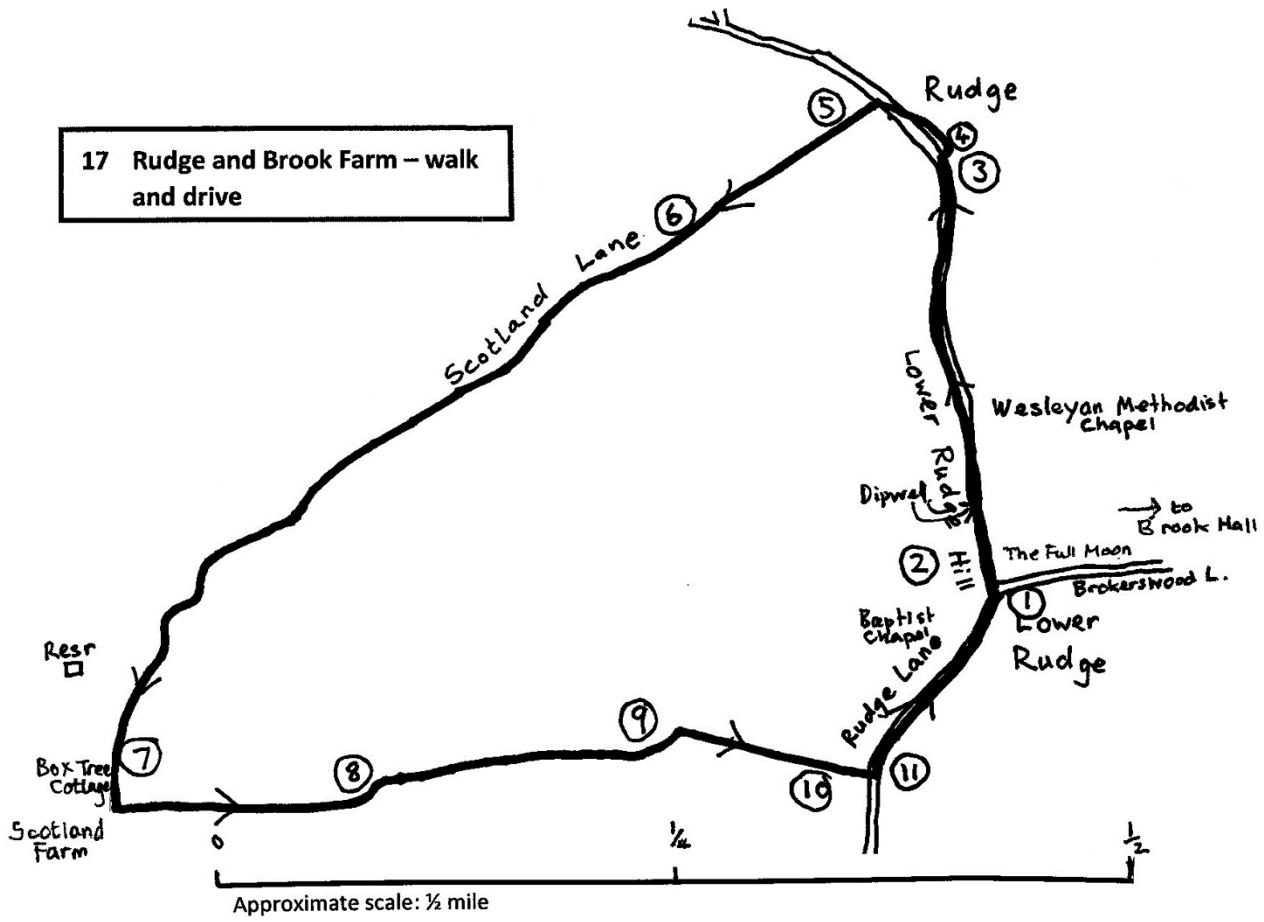 Rudge
5
4
3
17 Rudge and Brook Farm – walk
and drive
6
Scotland Lane
Lower Rudge Hill
Wesleyan Methodist
Chapel
Dipwel
→ to
Brook Hall
2
The Full Moon
Brokerswood L.
1
Lower
Rudge
Baptist
Chapel
Rudge Lane
Resr
7
Box Tree
Cottage
Scotland
Farm
8
9
10
11
0
1/4
1/2
Approximate scale: ½ mile